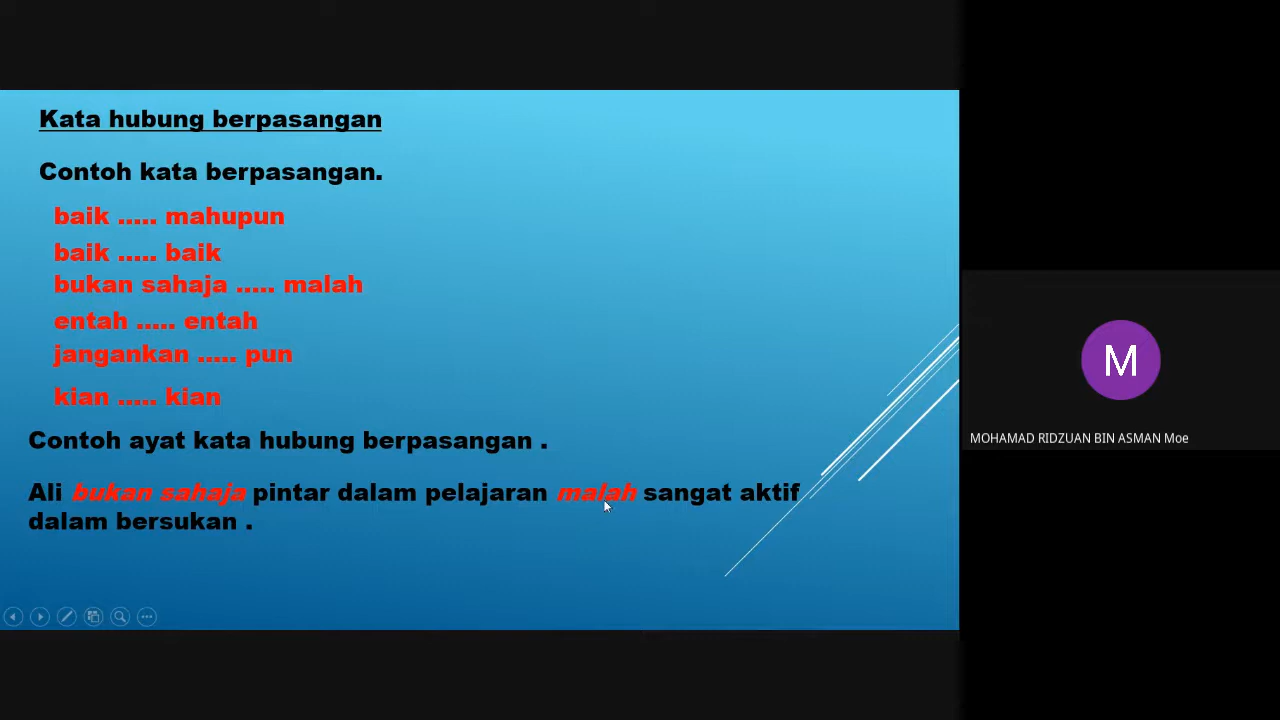 Kata hubung berpasangan
Contoh kata berpasangan.
baik ..... mahupun
baik ..... baik
bukan sahaja ..... malah
entah ..... entah
jangankan ..... pun
kian ..... kian
Contoh ayat kata hubung berpasangan .
Ali bukan sahaja pintar dalam pelajaran malah sangat aktif
dalam bersukan .
M
MOHAMAD RIDZUAN BIN ASMAN Moe